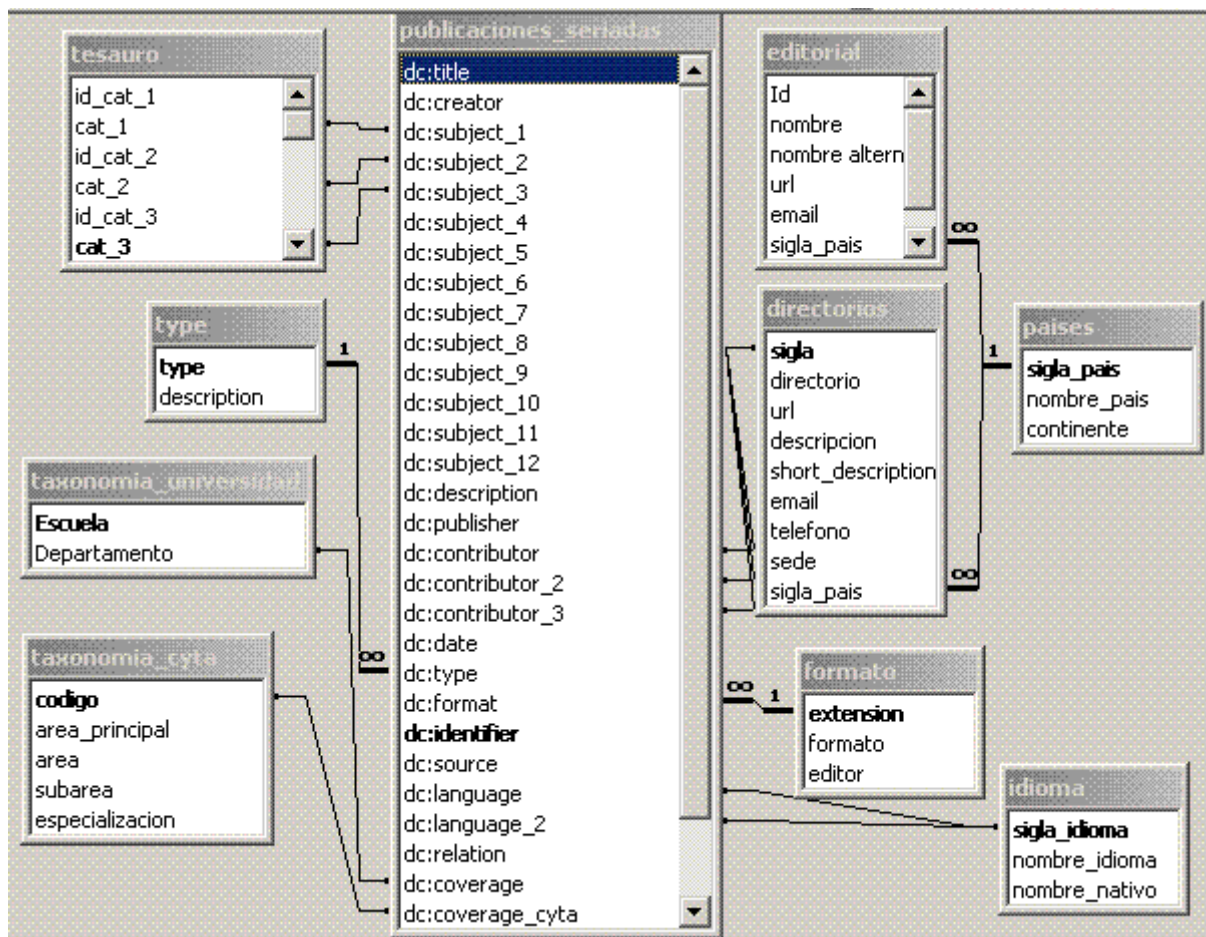 tesauro
id_cat_1
cat_1
id_cat_2
cat_2
id_cat_3
cat_3
type
type
description
1
∞
taxonomia_universidad
Escuela
Departamento
taxonomia_cyta
codigo
area_principal
area
subarea
especializacion
publicaciones_seriadas
dc:title
dc:creator
dc:subject_1
dc:subject_2
dc:subject_3
dc:subject_4
dc:subject_5
dc:subject_6
dc:subject_7
dc:subject_8
dc:subject_9
dc:subject_10
dc:subject_11
dc:subject_12
dc:description
dc:publisher
dc:contributor
dc:contributor_2
dc:contributor_3
dc:date
dc:type
dc:format
dc:identifier
dc:source
dc:language
dc:language_2
dc:relation
dc:coverage
dc:coverage_cyta
editorial
Id
nombre
nombre altern
url
email
sigla_pais
∞
directorios
sigla
directorio
url
descripcion
short_description
email
telefono
sede
sigla_pais
∞
1
paises
sigla_pais
nombre_pais
continente
∞
1
formato
extension
formato
editor
idioma
sigla_idioma
nombre_idioma
nombre_nativo